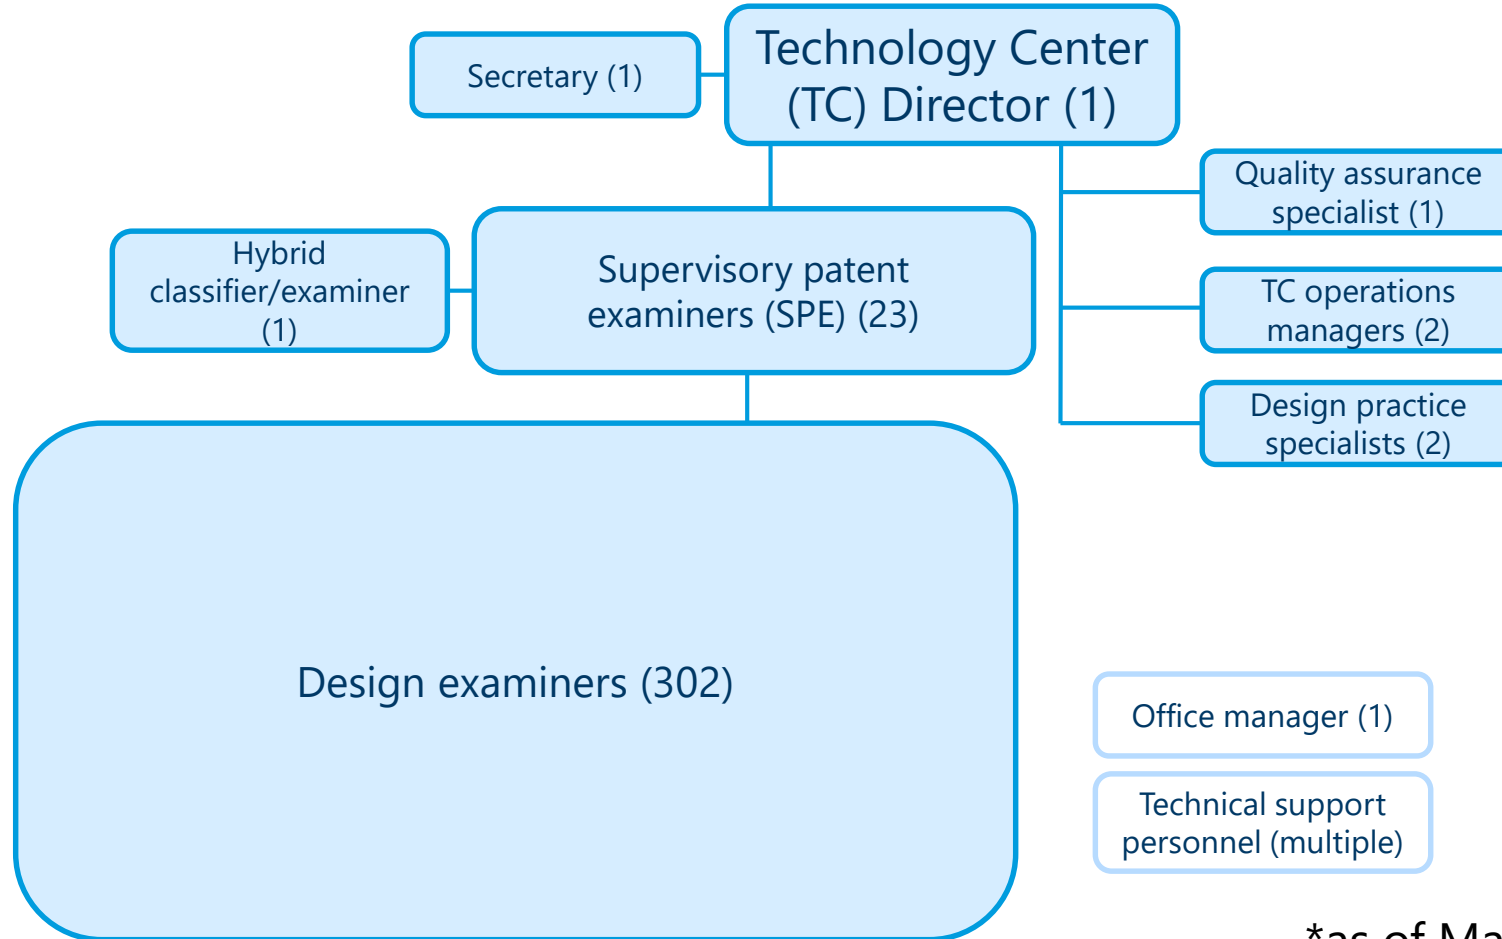 Technology Center
(TC) Director (1)
Secretary (1)
Quality assurance
specialist (1)
Hybrid
classifier/examiner
(1)
Supervisory patent
examiners (SPE) (23)
TC operations
managers (2)
Design practice
specialists (2)
Design examiners (302)
Office manager (1)
Technical support
personnel (multiple)
*as of